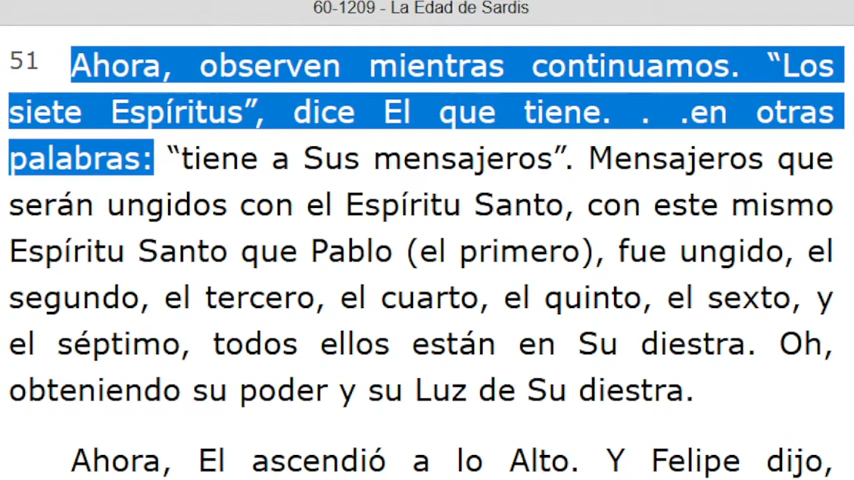 60-1209 - La Edad de Sardis
51 Ahora, observen mientras continuamos. “Los
siete Espíritus”, dice El que tiene. . .en otras
palabras: “tiene a Sus mensajeros”. Mensajeros que
serán ungidos con el Espíritu Santo, con este mismo
Espíritu Santo que Pablo (el primero), fue ungido, el
segundo, el tercero, el cuarto, el quinto, el sexto, y
el séptimo, todos ellos están en Su diestra. Oh,
obteniendo su poder y su Luz de Su diestra.
Ahora, El ascendió a lo Alto. Y Felipe dijo,